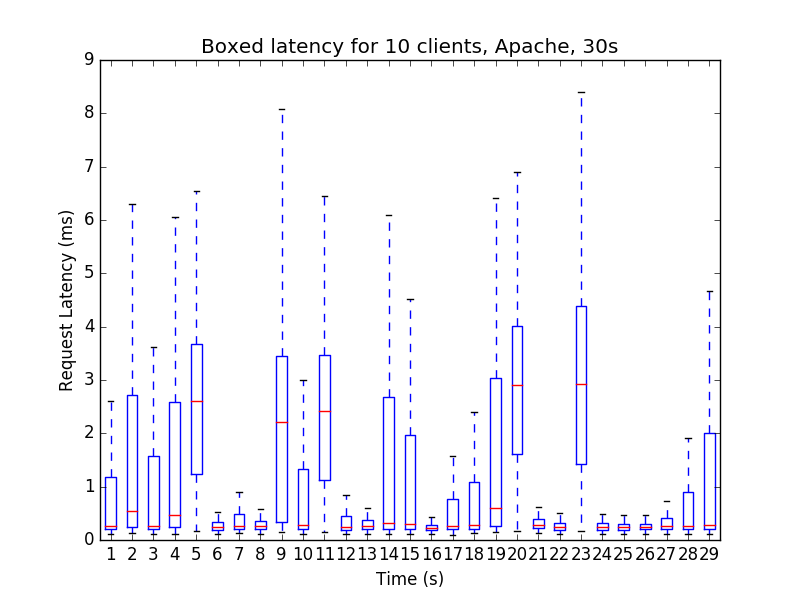 Boxed latency for 10 clients, Apache, 30s
9
8
7
6
5
4
3
2
1
0
Request Latency (ms)
1 2 3 4 5 6 7 8 9 10 11 12 13 14 15 16 17 18 19 20 21 22 23 24 25 26 27 28 29
Time (s)